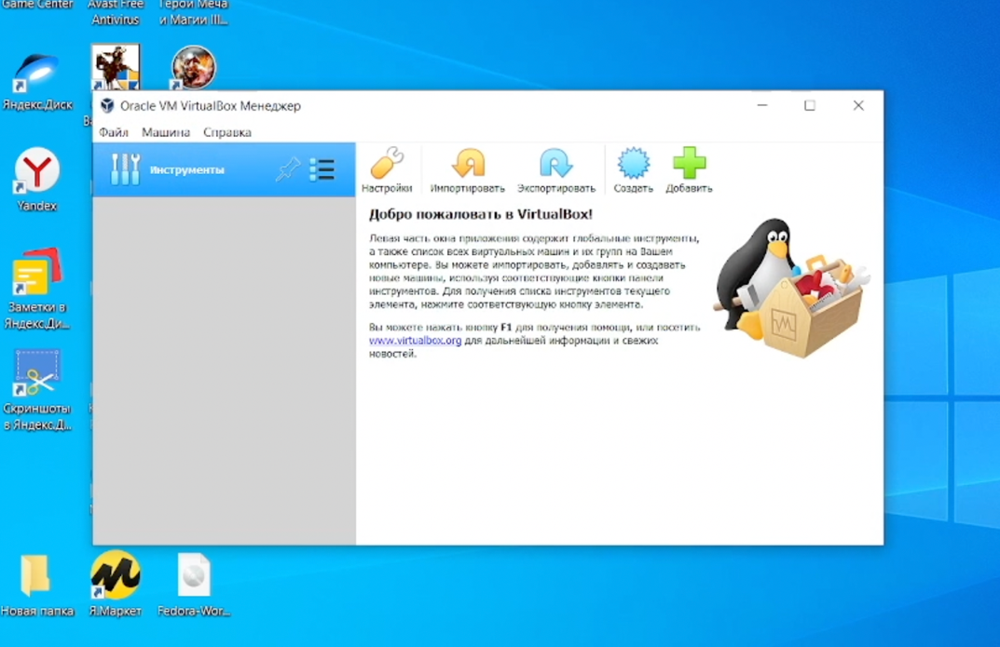 Game Center
Avast Free
Antivirus
Герои Меча
и Магии III...
Яндекс.Диск
Yandex
Заметки в
Яндекс.Ди...
Скриншоты
в Яндекс.Д...
Oracle VM VirtualBox Менеджер
Файл Машина Справка
Инструменты
Настройки Импортировать Экспортировать Создать Добавить
Добро пожаловать в VirtualBox!
Левая часть окна приложения содержит глобальные инструменты,
а также список всех виртуальных машин и их групп на Вашем
компьютере. Вы можете импортировать, добавлять и создавать
новые машины, используя соответствующие кнопки панели
инструментов. Для получения списка инструментов текущего
элемента, нажмите соответствующую кнопку элемента.
Вы можете нажать кнопку F1 для получения помощи, или посетить
www.virtualbox.org для дальнейшей информации и свежих
новостей.
Новая папка
Я.Маркет
Fedora-Wor...